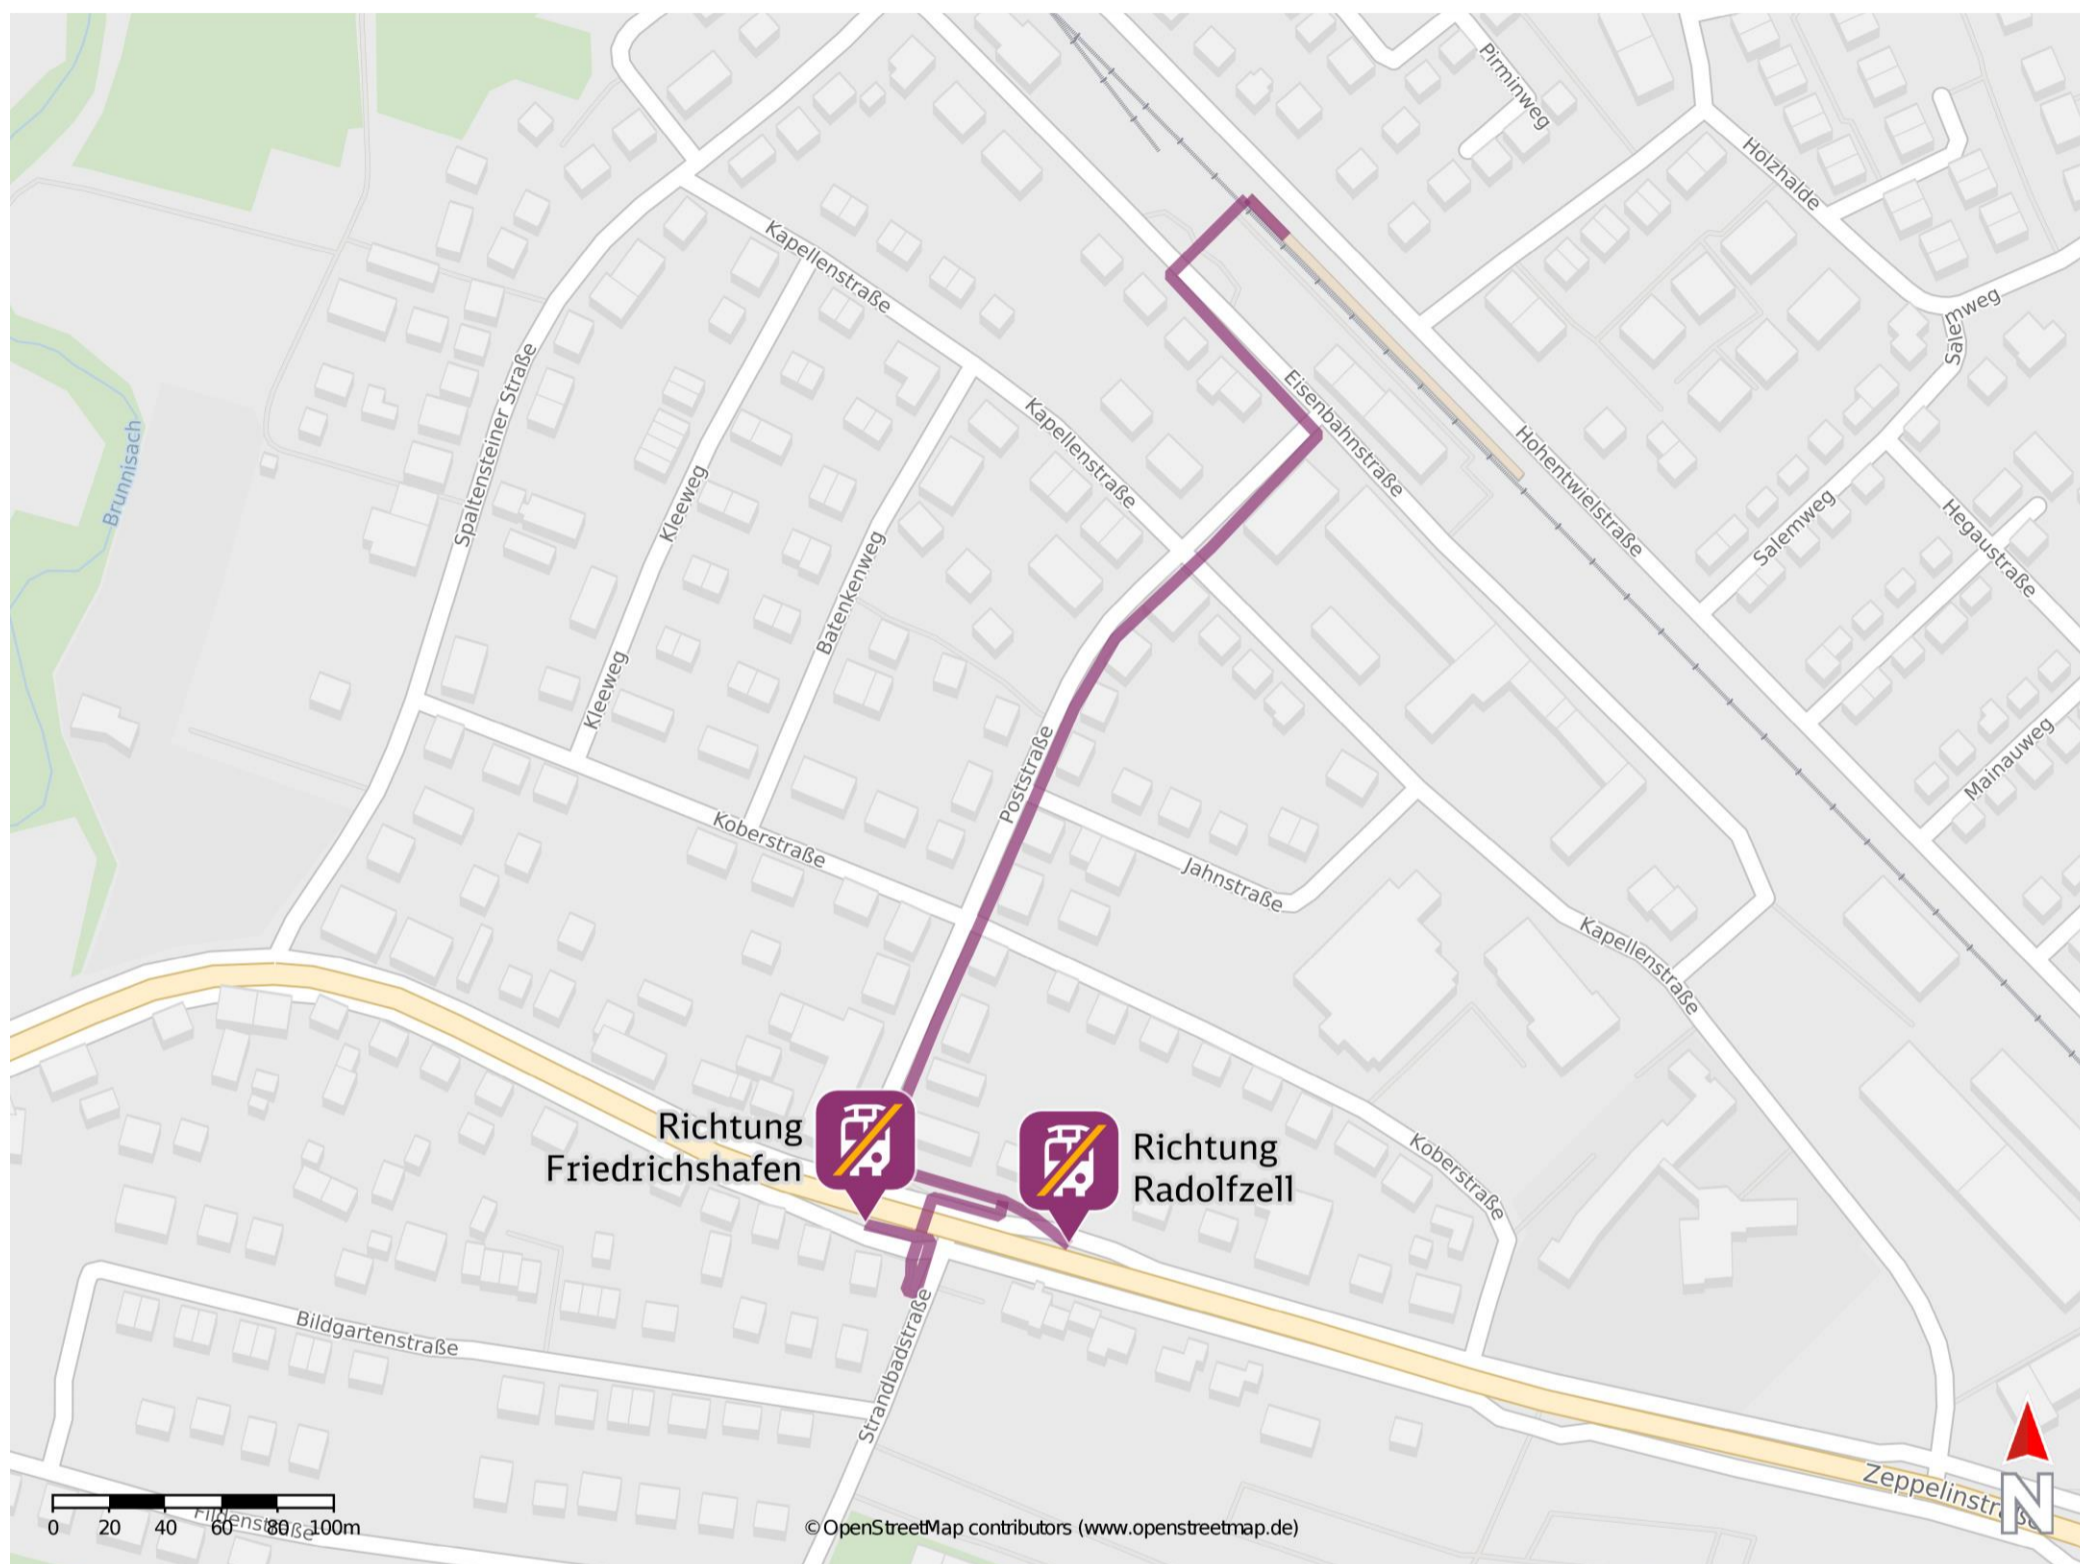 Pirminweg
Holzhalde
Kapellenstraße
Salemweg
Spaltensteiner Straße
Eisenbahnstraße
Kapellenstraße
Hohentwielstraße
Brunnisach
Kleeweg
Salemweg
Hegaustraße
Batenkenweg
Kleeweg
Poststraße
Mainauweg
Koberstraße
Jahnstraße
Kapellenstraße
Richtung
Friedrichshafen
Richtung
Radolfzell
Koberstraße
Bildgartenstraße
Strandbadstraße
Zeppelinstraße
N
Fildenstraße
0 20 40 60 80 100m
© OpenStreetMap contributors (www.openstreetmap.de)